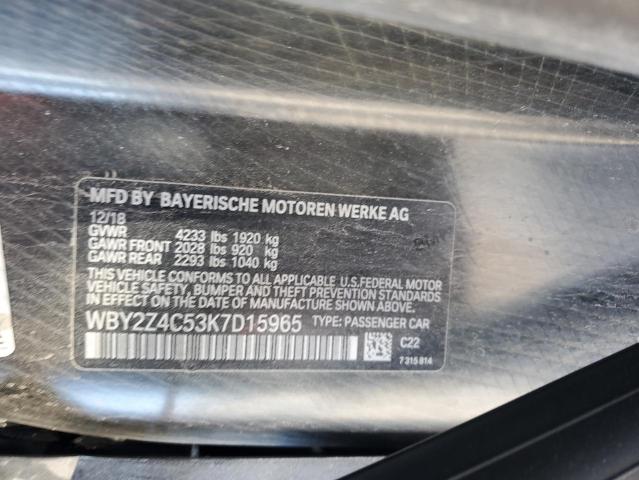 MFD BY BAYERISCHE MOTOREN WERKE AG
12/18
GVWR 4233 lbs 1920 kg
GAWR FRONT 2028 lbs 920 kg
GAWR REAR 2293 lbs 1040 kg
THIS VEHICLE CONFORMS TO ALL APPLICABLE U.S. FEDERAL MOTOR
VEHICLE SAFETY, BUMPER AND THEFT PREVENTION STANDARDS
IN EFFECT ON THE DATE OF MANUFACTURE SHOWN ABOVE.
WBY2Z4C53K7D15965 TYPE: PASSENGER CAR
C22
7 315 814